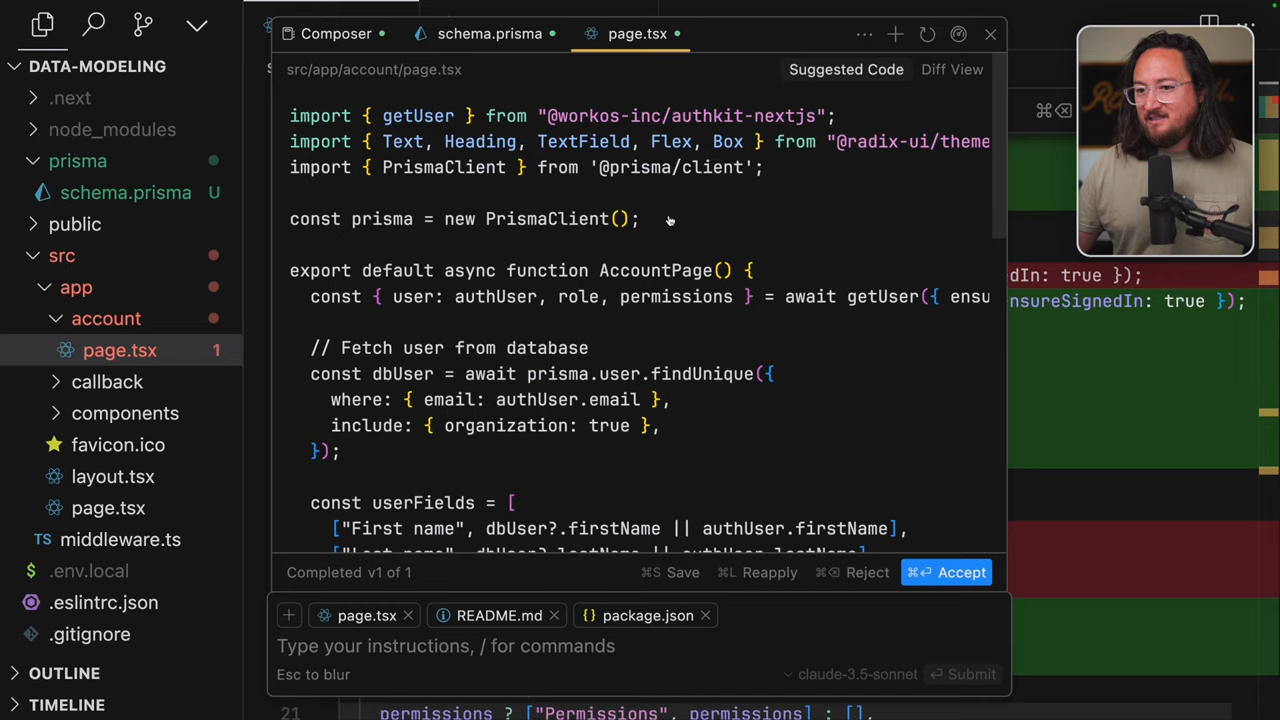 DATA-MODELING
.next
node_modules
prisma
schema.prisma U
public
src
app
account
page.tsx 1
callback
components
favicon.ico
layout.tsx
page.tsx
TS middleware.ts
.env.local
.eslintrc.json
.gitignore
OUTLINE
TIMELINE
Composer
schema.prisma
page.tsx
src/app/account/page.tsx
Suggested Code
Diff View
import { getUser } from "@workos-inc/authkit-nextjs";
import { Text, Heading, TextField, Flex, Box } from "@radix-ui/theme
import { PrismaClient } from '@prisma/client';
const prisma = new PrismaClient();
export default async function AccountPage() {
const { user: authUser, role, permissions } = await getUser({ ensu
// Fetch user from database
const dbUser = await prisma.user.findUnique({
where: { email: authUser.email },
include: { organization: true },
});
const userFields = [
["First name", dbUser?.firstName || authUser.firstName],
["Last name", dbUser?.lastName || authUser.lastName],
Completed v1 of 1
⌘S Save
⌘L Reapply
⌘⌫ Reject
⌘⏎ Accept
page.tsx
README.md
{} package.json
Type your instructions, / for commands
Esc to blur
claude-3.5-sonnet
⏎ Submit
⌘⌫
dIn: true });
nsureSignedIn: true });
21 permissions ? ["Permissions", permissions] : [],